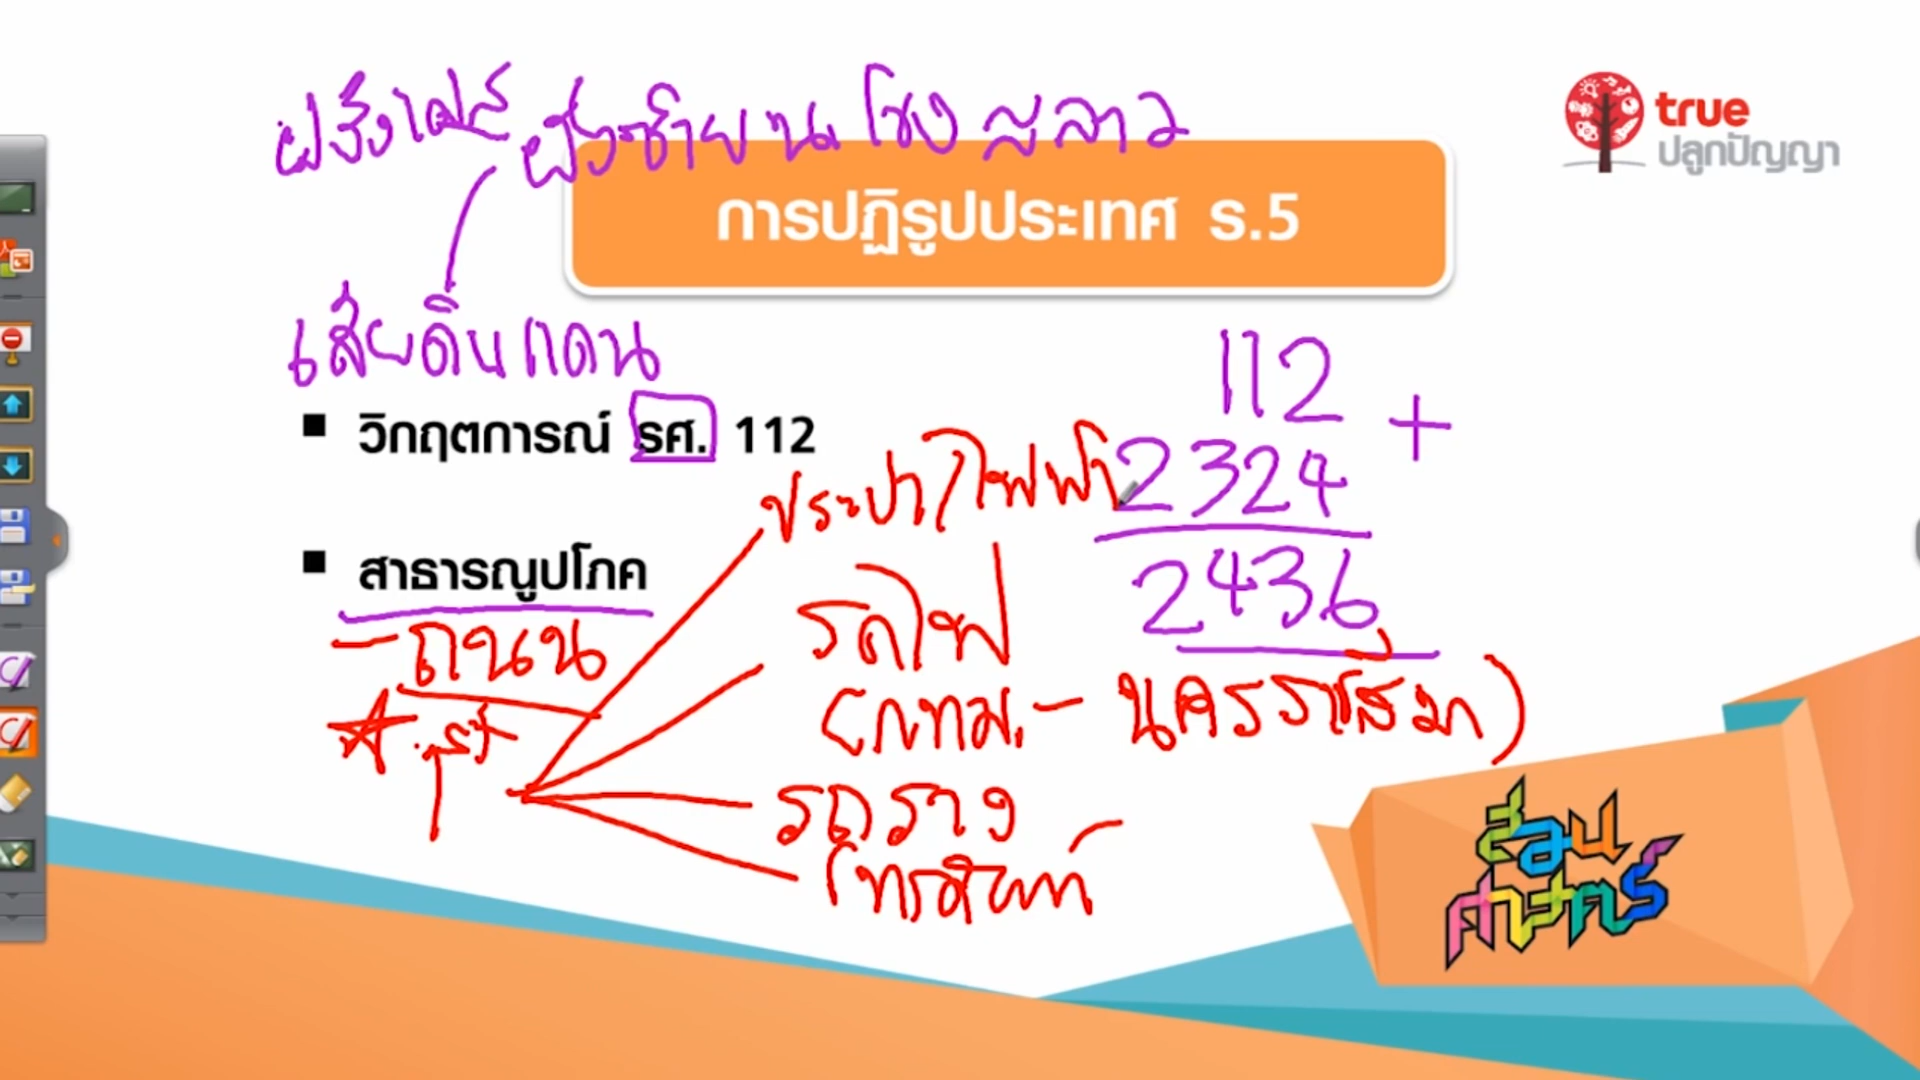 ฝรั่งเศส ฝั่งซ้ายแม่น้ำโขง ลาว
true
ปลูกปัญญา
การปฏิรูปประเทศ ร.5
เสียดินแดน
112 +
วิกฤตการณ์ รศ. 112
2324
ประปา/ไฟฟ้า
2436
สาธารณูปโภค
- ถนน
รถไฟ
(กทม. - นครราชสีมา)
รถราง
โทรศัพท์
สอน
ศาสตร์